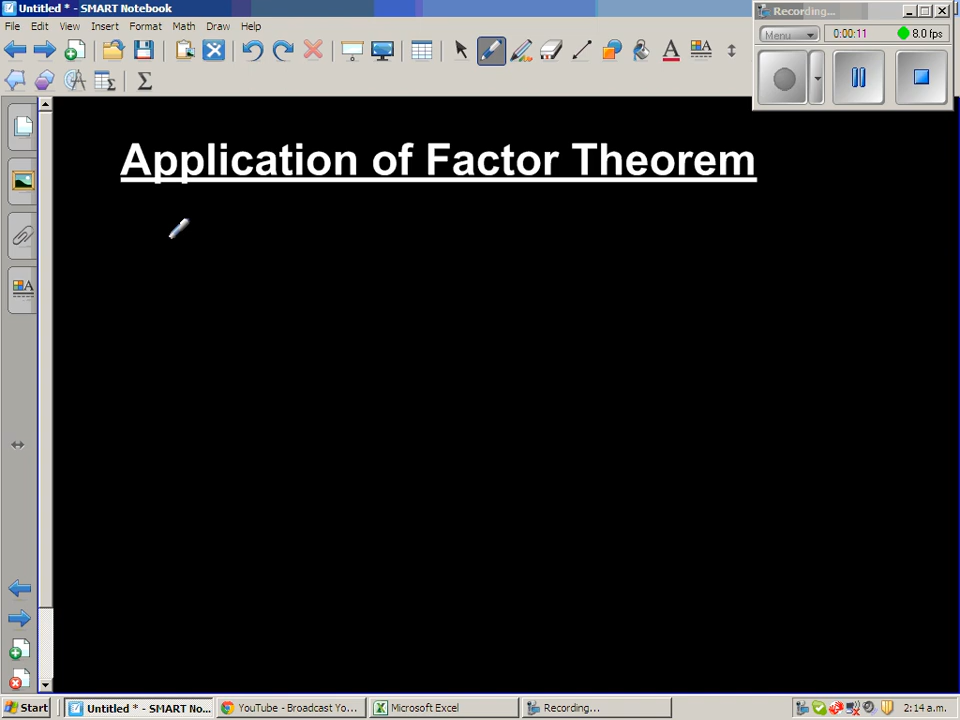 Untitled * - SMART Notebook
Recording...
File Edit View Insert Format Math Draw Help
Menu 0:00:11 8.0 fps
Application of Factor Theorem
Start Untitled * - SMART No... YouTube - Broadcast Yo... Microsoft Excel Recording... 2:14 a.m.